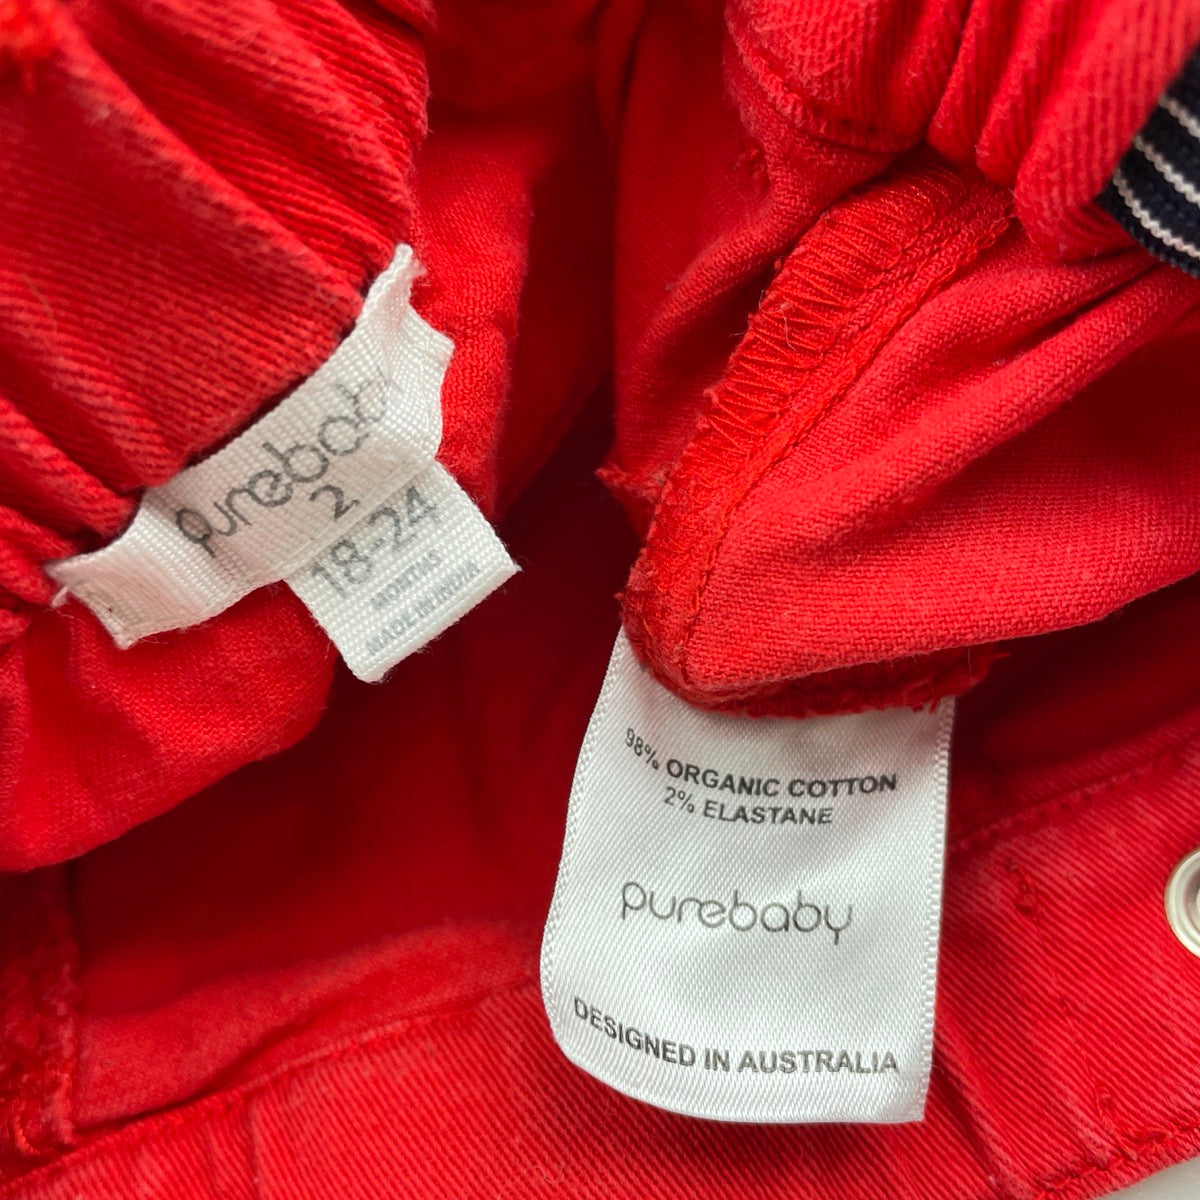 purebaby
2
18-24
MONTHS
MADE IN INDIA
98% ORGANIC COTTON
2% ELASTANE
purebaby
DESIGNED IN AUSTRALIA